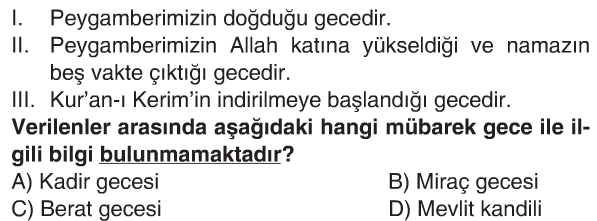 I. Peygamberimizin doğduğu gecedir.
II. Peygamberimizin Allah katına yükseldiği ve namazın
beş vakte çıktığı gecedir.
III. Kur’an-ı Kerim’in indirilmeye başlandığı gecedir.
Verilenler arasında aşağıdaki hangi mübarek gece ile il-
gili bilgi bulunmamaktadır?
A) Kadir gecesi B) Miraç gecesi
C) Berat gecesi D) Mevlit kandili